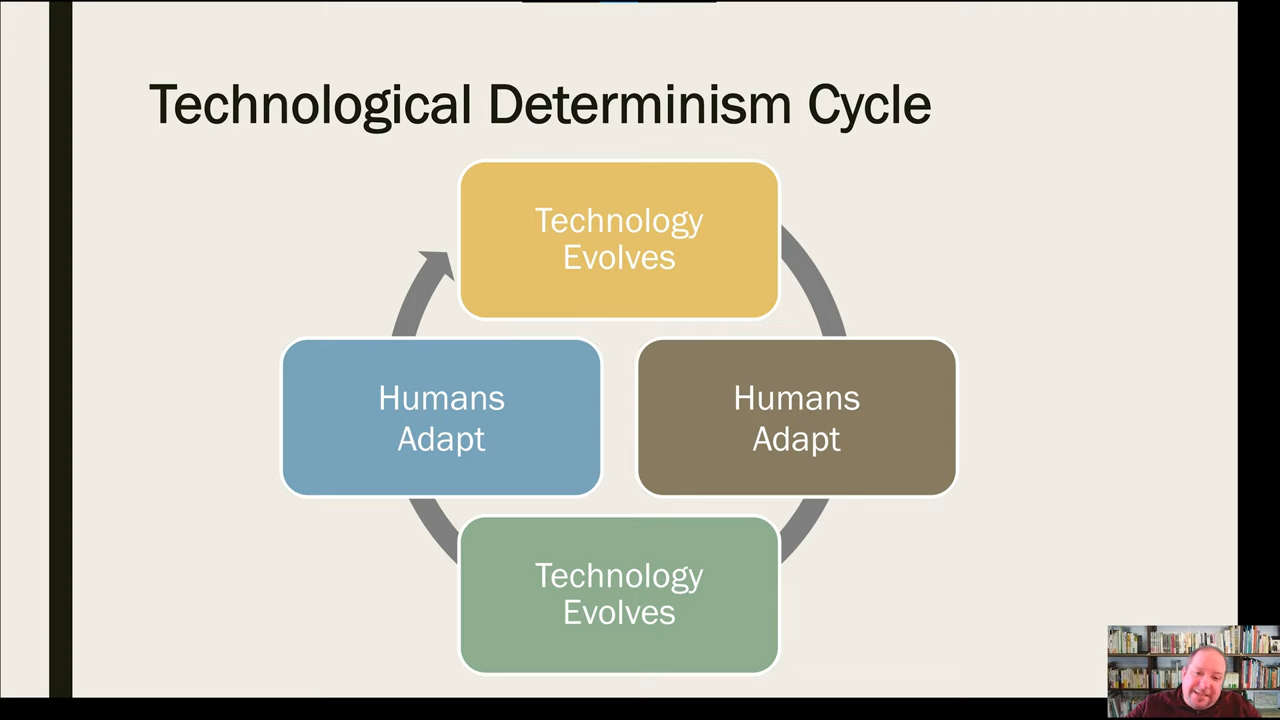 Technological Determinism Cycle
Technology
Evolves
Humans
Adapt
Humans
Adapt
Technology
Evolves